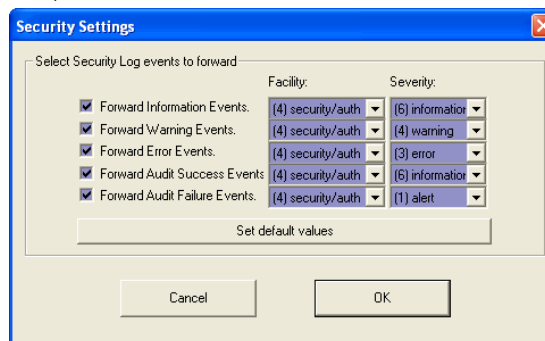 Security Settings
Select Security Log events to forward
Facility: Severity:
Forward Information Events. (4) security/auth (6) information
Forward Warning Events. (4) security/auth (4) warning
Forward Error Events. (4) security/auth (3) error
Forward Audit Success Events (4) security/auth (6) information
Forward Audit Failure Events. (4) security/auth (1) alert
Set default values
Cancel OK